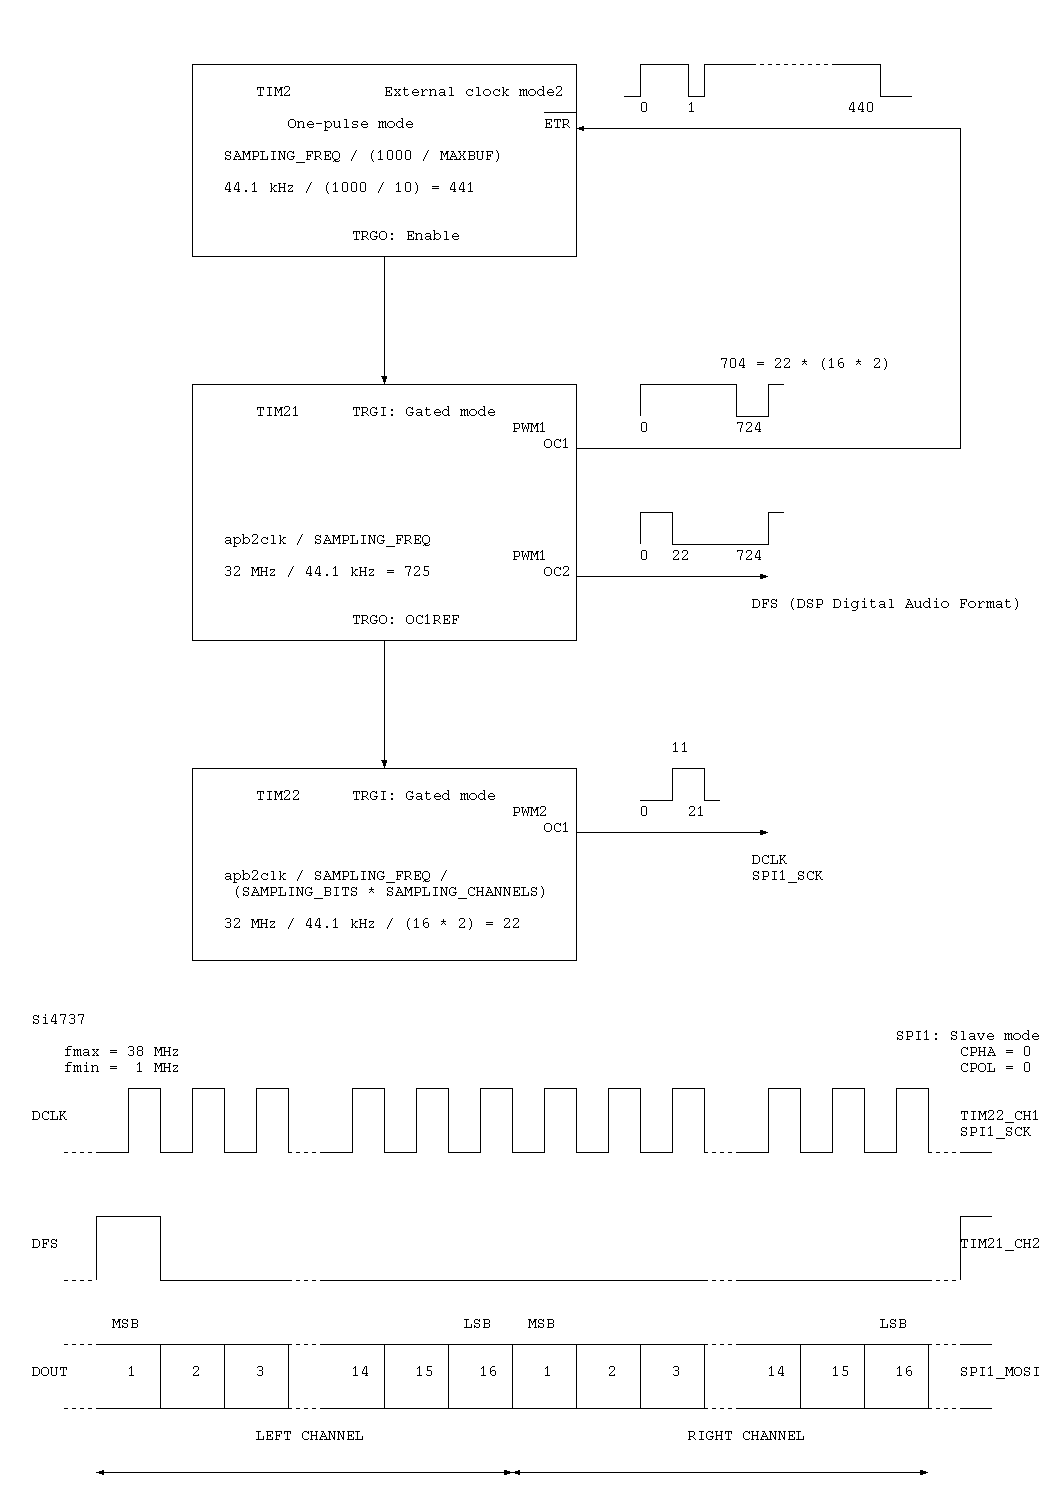 TIM2 External clock mode2
0 1 440
One-pulse mode ETR
SAMPLING_FREQ / (1000 / MAXBUF)
44.1 kHz / (1000 / 10) = 441
TRGO: Enable
704 = 22 * (16 * 2)
TIM21 TRGI: Gated mode
PWM1
0 724
OC1
apb2clk / SAMPLING_FREQ
PWM1
0 22 724
32 MHz / 44.1 kHz = 725
OC2
DFS (DSP Digital Audio Format)
TRGO: OC1REF
11
TIM22 TRGI: Gated mode
PWM2
0 21
OC1
DCLK
SPI1_SCK
apb2clk / SAMPLING_FREQ /
(SAMPLING_BITS * SAMPLING_CHANNELS)
32 MHz / 44.1 kHz / (16 * 2) = 22
Si4737
SPI1: Slave mode
fmax = 38 MHz CPHA = 0
fmin = 1 MHz CPOL = 0
DCLK TIM22_CH1
SPI1_SCK
DFS TIM21_CH2
MSB LSB MSB LSB
DOUT 1 2 3 14 15 16 1 2 3 14 15 16 SPI1_MOSI
LEFT CHANNEL RIGHT CHANNEL